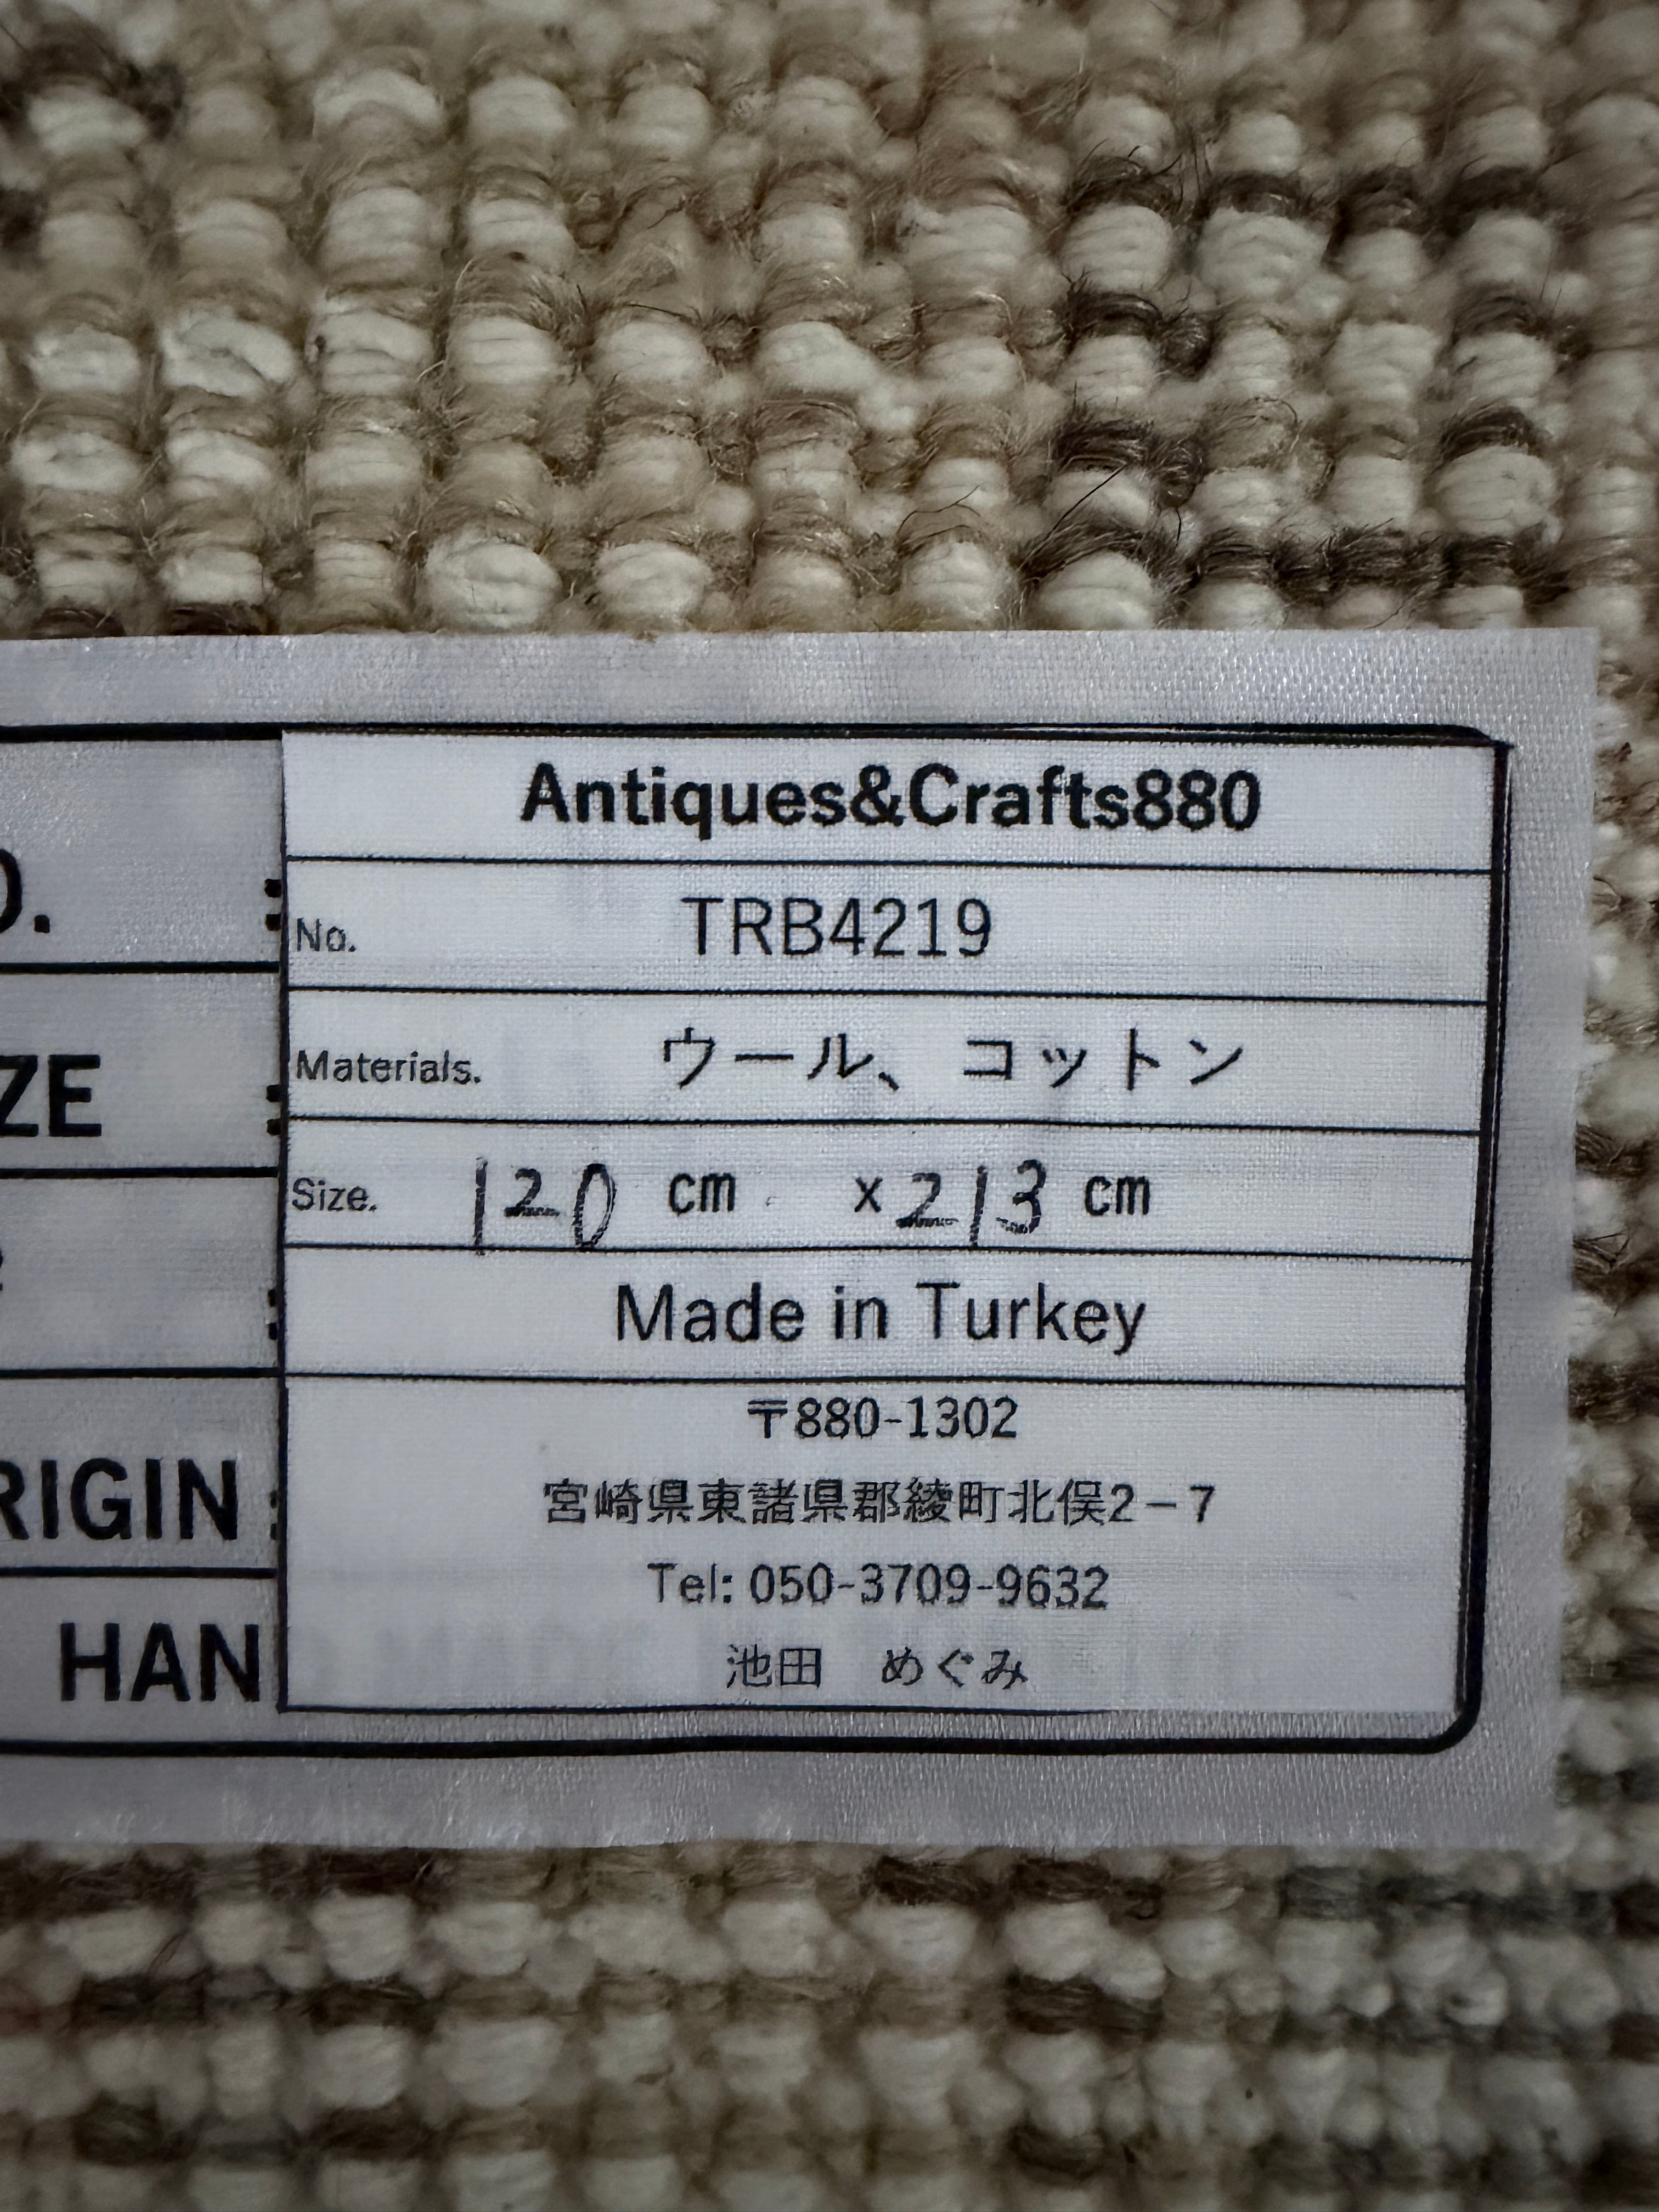 Antiques&Crafts880
No. TRB4219
Materials. ウール、コットン
ZE :
Size. 120 cm x 213 cm
Made in Turkey
〒880-1302
RIGIN :
宮崎県東諸県郡綾町北俣2－7
Tel: 050-3709-9632
HAN
池田　めぐみ